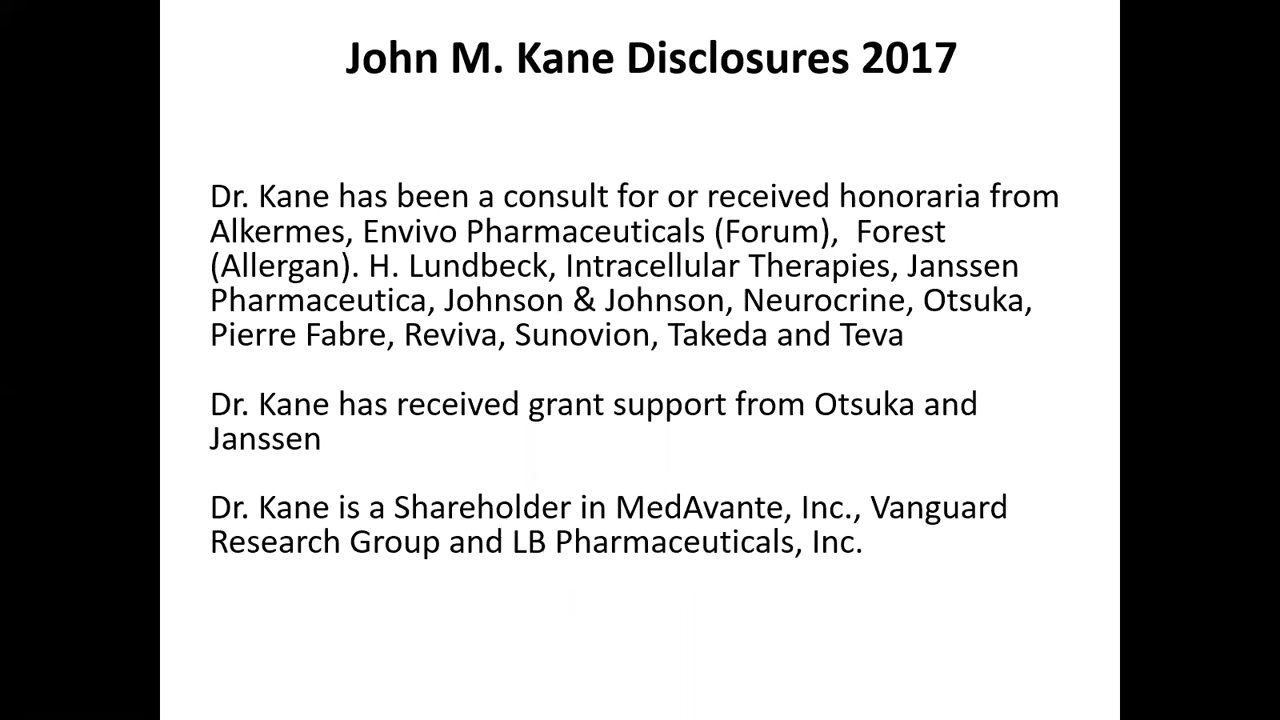 John M. Kane Disclosures 2017
Dr. Kane has been a consult for or received honoraria from
Alkermes, Envivo Pharmaceuticals (Forum),  Forest
(Allergan). H. Lundbeck, Intracellular Therapies, Janssen
Pharmaceutica, Johnson & Johnson, Neurocrine, Otsuka,
Pierre Fabre, Reviva, Sunovion, Takeda and Teva
Dr. Kane has received grant support from Otsuka and
Janssen
Dr. Kane is a Shareholder in MedAvante, Inc., Vanguard
Research Group and LB Pharmaceuticals, Inc.